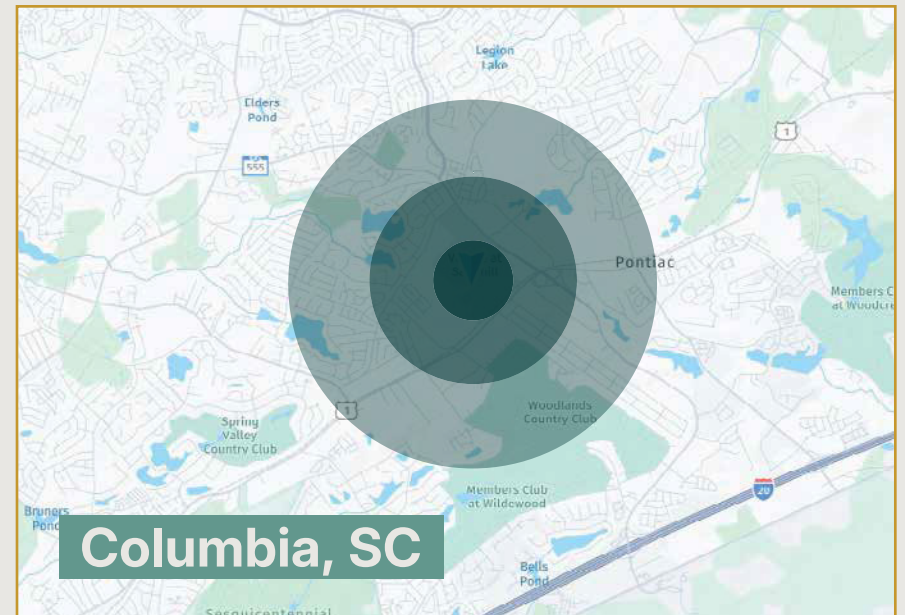 Legion
Lake
Elders
Pond
1
555
Pontiac
Members C
at Woodcre
1
Woodlands
Country Club
Spring
Valley
Country Club
20
Members Club
at Wildewood
Bruners
Pond
Columbia, SC
Bells
Pond
Sesquicentennial